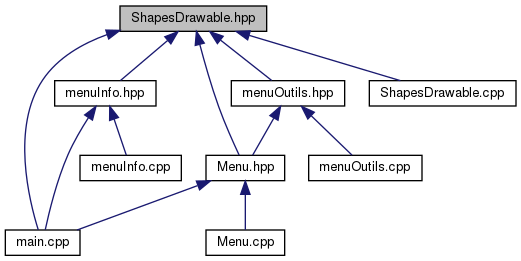 ShapesDrawable.hpp
menuInfo.hpp
menuOutils.hpp
ShapesDrawable.cpp
menuInfo.cpp
Menu.hpp
menuOutils.cpp
main.cpp
Menu.cpp